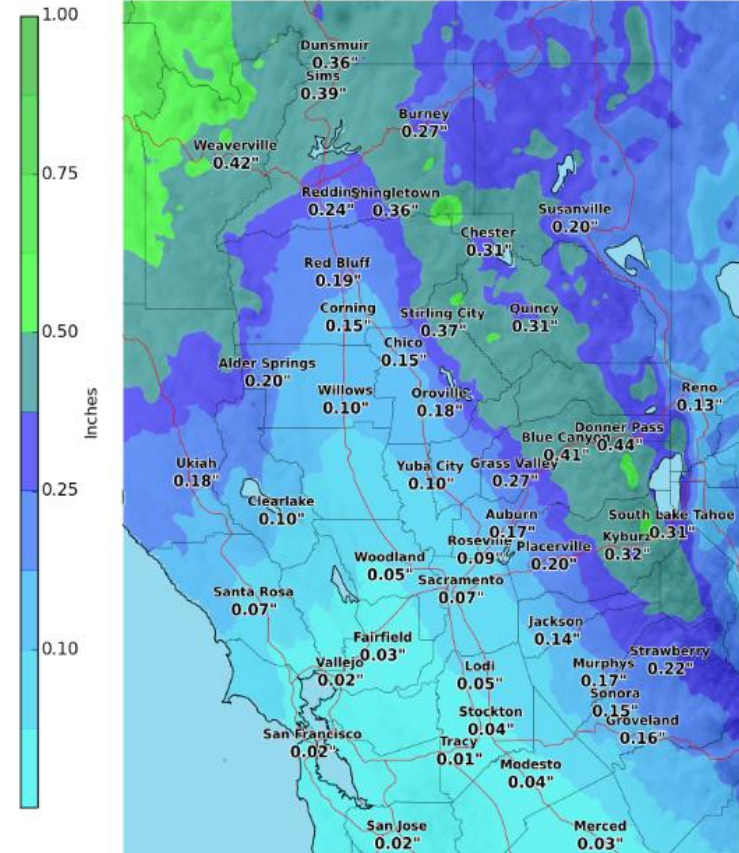 1.00
0.75
0.50
0.25
0.10
Inches
Dunsmuir
0.36"
Sims
0.39"
Burney
0.27"
Weaverville
0.42"
Redding
0.24"
Shingletown
0.36"
Susanville
0.20"
Chester
0.31"
Red Bluff
0.19"
Corning
0.15"
Stirling City
0.37"
Quincy
0.31"
Chico
0.15"
Alder Springs
0.20"
Willows
0.10"
Oroville
0.18"
Reno
0.13"
Donner Pass
0.44"
Blue Canyon
0.41"
Ukiah
0.18"
Yuba City
0.10"
Grass Valley
0.27"
Clearlake
0.10"
Auburn
0.17"
South Lake Tahoe
0.31"
Roseville
0.09"
Placerville
0.20"
Kyburz
0.32"
Woodland
0.05"
Sacramento
0.07"
Santa Rosa
0.07"
Jackson
0.14"
Fairfield
0.03"
Strawberry
0.22"
Vallejo
0.02"
Lodi
0.05"
Murphys
0.17"
Sonora
0.15"
Groveland
0.16"
Stockton
0.04"
San Francisco
0.02"
Tracy
0.01"
Modesto
0.04"
San Jose
0.02"
Merced
0.03"